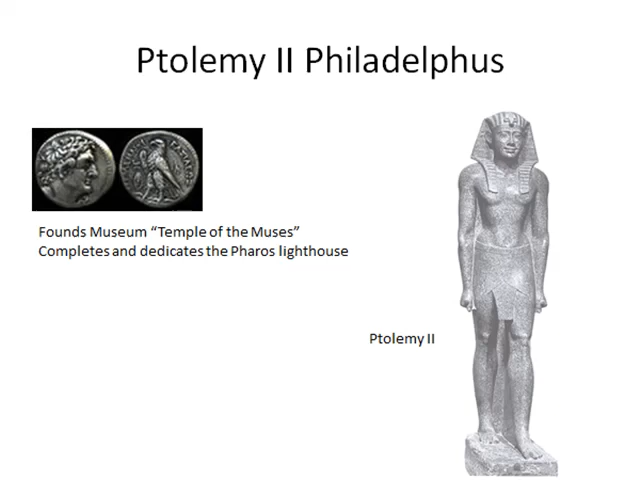 Ptolemy II Philadelphus
Founds Museum “Temple of the Muses”
Completes and dedicates the Pharos lighthouse
Ptolemy II